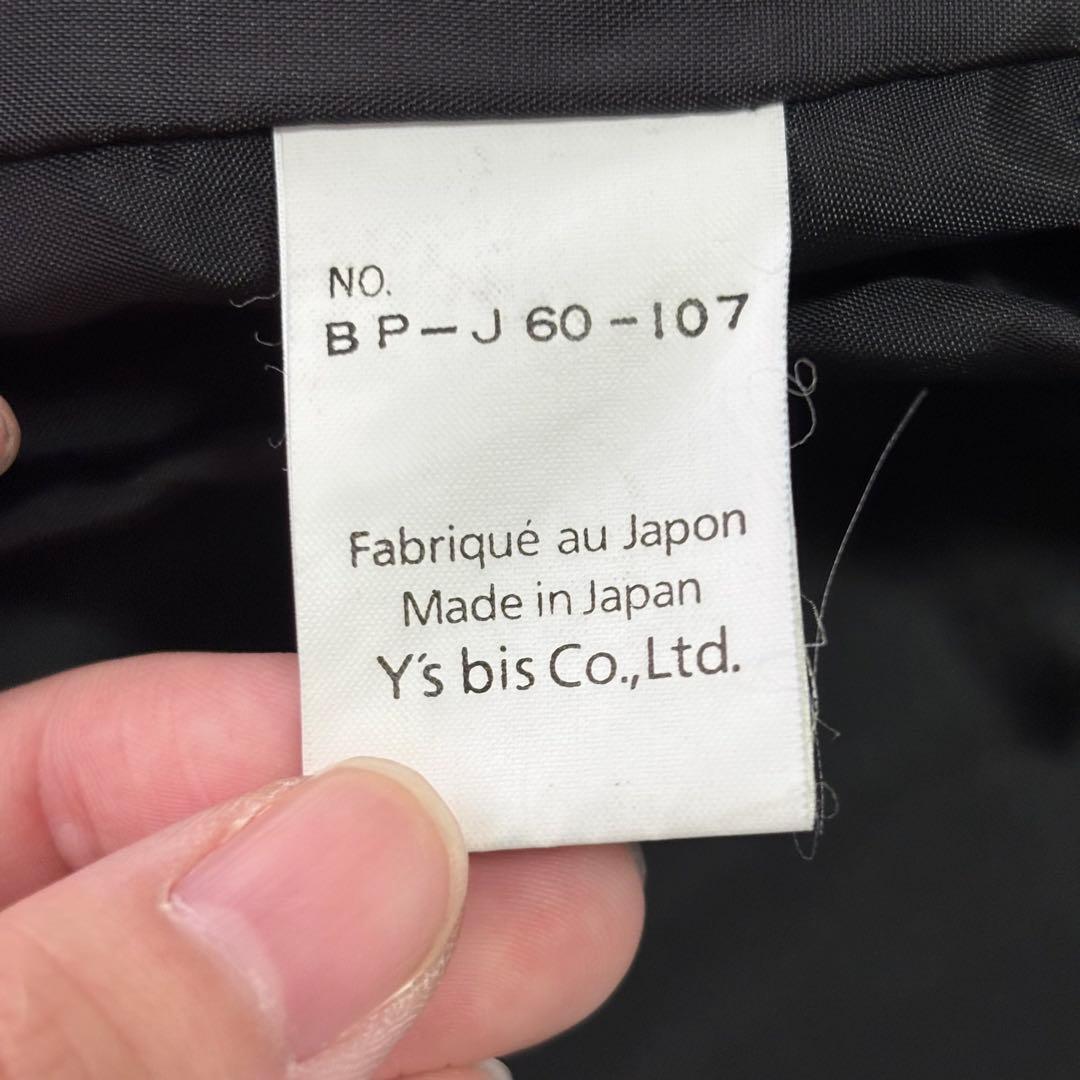 NO.
BP-J60-107
Fabriqué au Japon
Made in Japan
Y's bis Co.,Ltd.